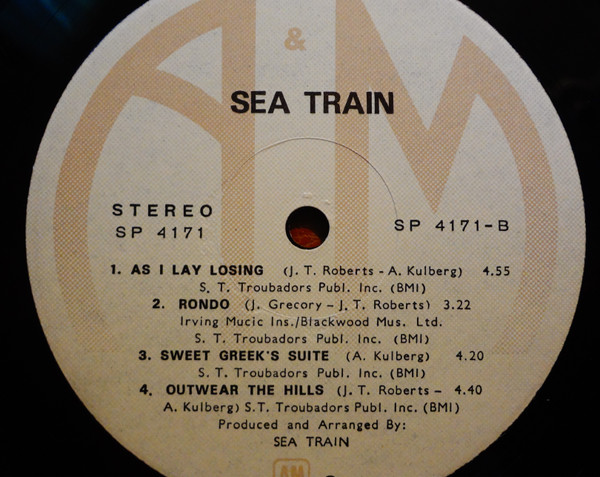 &
A M
SEA TRAIN
STEREO
SP 4171
SP 4171-B
1. AS I LAY LOSING (J. T. Roberts - A. Kulberg) 4.55
S. T. Troubadors Publ. Inc. (BMI)
2. RONDO (J. Grecory - J. T. Roberts) 3.22
Irving Mucic Ins./Blackwood Mus. Ltd.
S. T. Troubadors Publ. Inc. (BMI)
3. SWEET GREEK'S SUITE (A. Kulberg) 4.20
S. T. Troubadors Publ. Inc. (BMI)
4. OUTWEAR THE HILLS (J. T. Roberts - 4.40
A. Kulberg) S.T. Troubadors Publ. Inc. (BMI)
Produced and Arranged By:
SEA TRAIN
AM